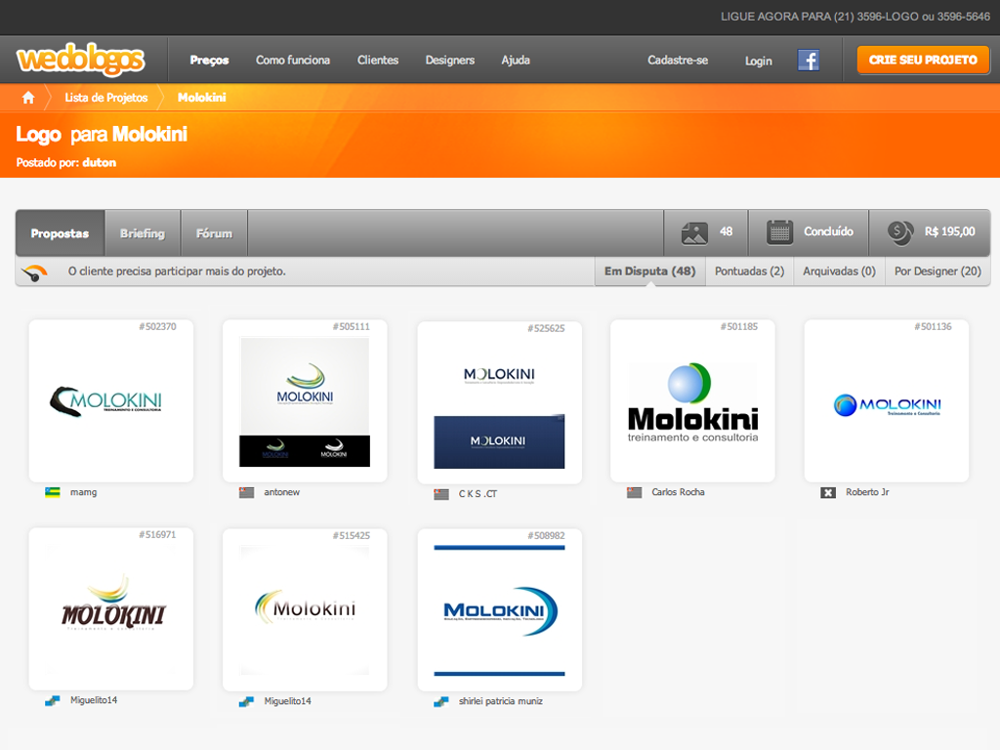 LIGUE AGORA PARA (21) 3596-LOGO ou 3596-5646
wedologos
Preços Como funciona Clientes Designers Ajuda Cadastre-se Login f CRIE SEU PROJETO
Lista de Projetos Molokini
Logo para Molokini
Postado por: duton
Propostas Briefing Fórum 48 Concluído R$ 195,00
O cliente precisa participar mais do projeto. Em Disputa (48) Pontuadas (2) Arquivadas (0) Por Designer (20)
#502370 #505111 #525625 #501185 #501136
MOLOKINI
TREINAMENTO E CONSULTORIA
MOLOKINI
MOLOKINI MOLOKINI
MOLOKINI
MOLOKINI
Molokini
treinamento e consultoria
MOLOKINI
Treinamento e Consultoria
mamg antonew C K S .CT Carlos Rocha Roberto Jr
#516971 #515425 #508982
MOLOKINI
Treinamento e consultoria
Molokini
Treinamento e consultoria
MOLOKINI
Miguelito14 Miguelito14 shirlei patricia muniz